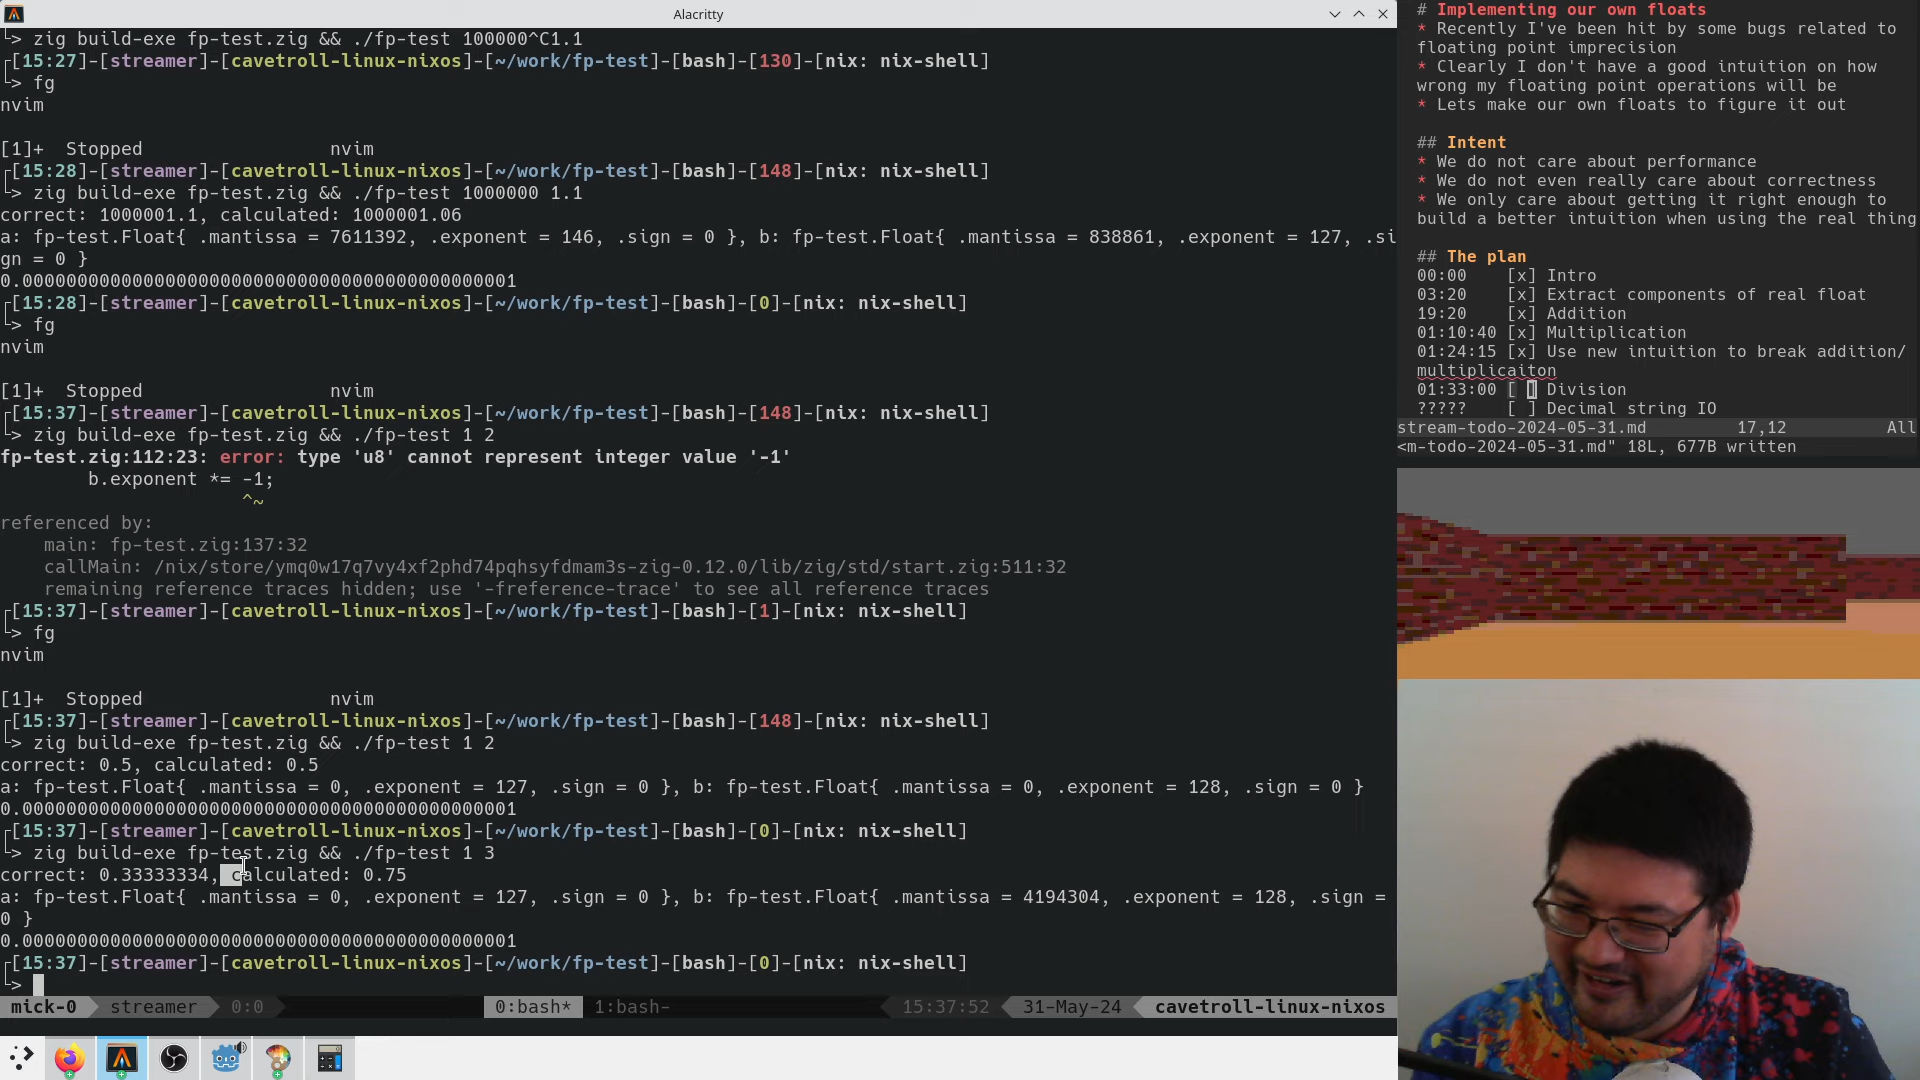 Alacritty
└> zig build-exe fp-test.zig && ./fp-test 100000^C1.1
┌[15:27]-[streamer]-[cavetroll-linux-nixos]-[~/work/fp-test]-[bash]-[130]-[nix: nix-shell]
└> fg
nvim
[1]+  Stopped                 nvim
┌[15:28]-[streamer]-[cavetroll-linux-nixos]-[~/work/fp-test]-[bash]-[148]-[nix: nix-shell]
└> zig build-exe fp-test.zig && ./fp-test 1000000 1.1
correct: 1000001.1, calculated: 1000001.06
a: fp-test.Float{ .mantissa = 7611392, .exponent = 146, .sign = 0 }, b: fp-test.Float{ .mantissa = 838861, .exponent = 127, .si
gn = 0 }
0.00000000000000000000000000000000000000000001
┌[15:28]-[streamer]-[cavetroll-linux-nixos]-[~/work/fp-test]-[bash]-[0]-[nix: nix-shell]
└> fg
nvim
[1]+  Stopped                 nvim
┌[15:37]-[streamer]-[cavetroll-linux-nixos]-[~/work/fp-test]-[bash]-[148]-[nix: nix-shell]
└> zig build-exe fp-test.zig && ./fp-test 1 2
fp-test.zig:112:23: error: type 'u8' cannot represent integer value '-1'
        b.exponent *= -1;
                      ^~
referenced by:
    main: fp-test.zig:137:32
    callMain: /nix/store/ymq0w17q7vy4xf2phd74pqhsyfdmam3s-zig-0.12.0/lib/zig/std/start.zig:511:32
    remaining reference traces hidden; use '-freference-trace' to see all reference traces
┌[15:37]-[streamer]-[cavetroll-linux-nixos]-[~/work/fp-test]-[bash]-[1]-[nix: nix-shell]
└> fg
nvim
[1]+  Stopped                 nvim
┌[15:37]-[streamer]-[cavetroll-linux-nixos]-[~/work/fp-test]-[bash]-[148]-[nix: nix-shell]
└> zig build-exe fp-test.zig && ./fp-test 1 2
correct: 0.5, calculated: 0.5
a: fp-test.Float{ .mantissa = 0, .exponent = 127, .sign = 0 }, b: fp-test.Float{ .mantissa = 0, .exponent = 128, .sign = 0 }
0.00000000000000000000000000000000000000000001
┌[15:37]-[streamer]-[cavetroll-linux-nixos]-[~/work/fp-test]-[bash]-[0]-[nix: nix-shell]
└> zig build-exe fp-test.zig && ./fp-test 1 3
correct: 0.33333334, calculated: 0.75
a: fp-test.Float{ .mantissa = 0, .exponent = 127, .sign = 0 }, b: fp-test.Float{ .mantissa = 4194304, .exponent = 128, .sign =
0 }
0.00000000000000000000000000000000000000000001
┌[15:37]-[streamer]-[cavetroll-linux-nixos]-[~/work/fp-test]-[bash]-[0]-[nix: nix-shell]
└>
mick-0 streamer 0:0 0:bash* 1:bash- 15:37:52 31-May-24 cavetroll-linux-nixos
# Implementing our own floats
* Recently I've been hit by some bugs related to
floating point imprecision
* Clearly I don't have a good intuition on how
wrong my floating point operations will be
* Lets make our own floats to figure it out
## Intent
* We do not care about performance
* We do not even really care about correctness
* We only care about getting it right enough to
build a better intuition when using the real thing
## The plan
00:00    [x] Intro
03:20    [x] Extract components of real float
19:20    [x] Addition
01:10:40 [x] Multiplication
01:24:15 [x] Use new intuition to break addition/
multiplicaiton
01:33:00 [ ] Division
?????    [ ] Decimal string IO
stream-todo-2024-05-31.md 17,12 All
<m-todo-2024-05-31.md" 18L, 677B written